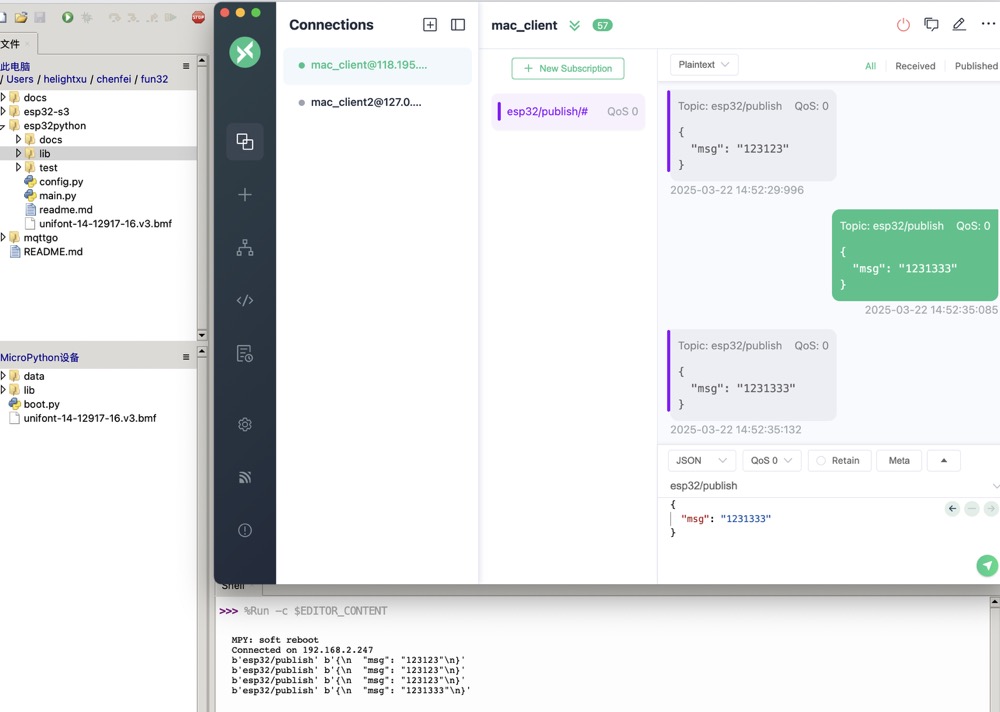 文件
此电脑
/ Users / helightxu / chenfei / fun32
docs
esp32-s3
esp32python
docs
lib
test
config.py
main.py
readme.md
unifont-14-12917-16.v3.bmf
mqttgo
README.md
MicroPython设备
data
lib
boot.py
unifont-14-12917-16.v3.bmf
STOP
Connections
mac_client@118.195....
mac_client2@127.0....
mac_client
57
+ New Subscription
esp32/publish/# QoS 0
Plaintext
All Received Published
Topic: esp32/publish QoS: 0
{
"msg": "123123"
}
2025-03-22 14:52:29:996
Topic: esp32/publish QoS: 0
{
"msg": "1231333"
}
2025-03-22 14:52:35:085
Topic: esp32/publish QoS: 0
{
"msg": "1231333"
}
2025-03-22 14:52:35:132
JSON QoS 0 Retain Meta
esp32/publish
{
"msg": "1231333"
}
Shell
>>> %Run -c $EDITOR_CONTENT
MPY: soft reboot
Connected on 192.168.2.247
b'esp32/publish' b'{\n  "msg": "123123"\n}'
b'esp32/publish' b'{\n  "msg": "123123"\n}'
b'esp32/publish' b'{\n  "msg": "123123"\n}'
b'esp32/publish' b'{\n  "msg": "1231333"\n}'